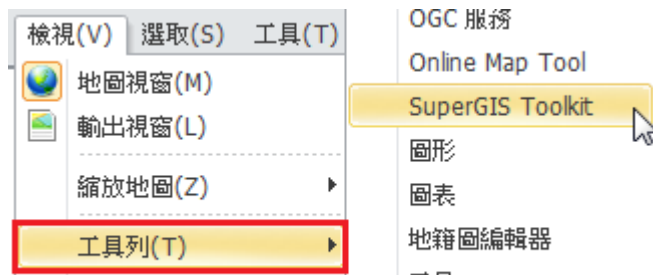 檢視(V) 選取(S) 工具(T)
地圖視窗(M)
輸出視窗(L)
縮放地圖(Z)
工具列(T)
OGC 服務
Online Map Tool
SuperGIS Toolkit
圖形
圖表
地籍圖編輯器